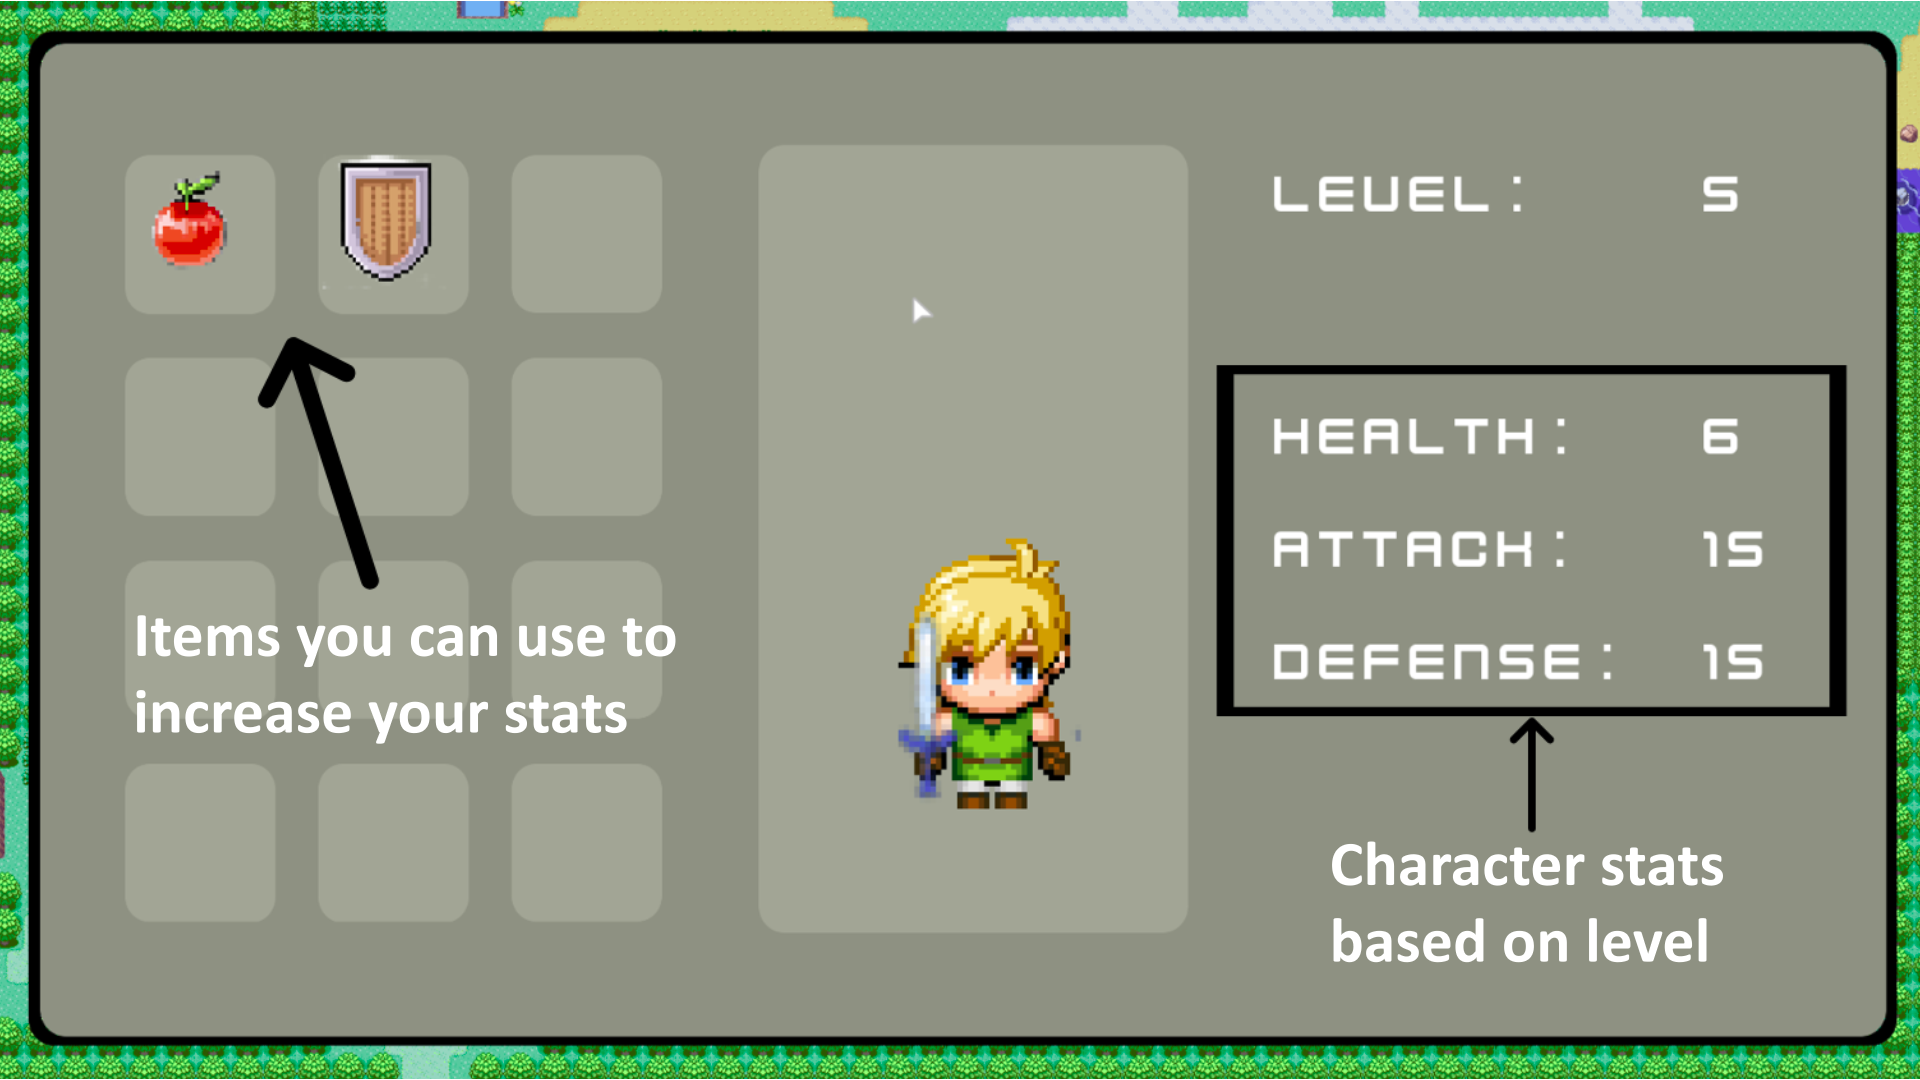 LEVEL: 5
HEALTH: 6
ATTACK: 15
DEFENSE: 15
Items you can use to
increase your stats
Character stats
based on level